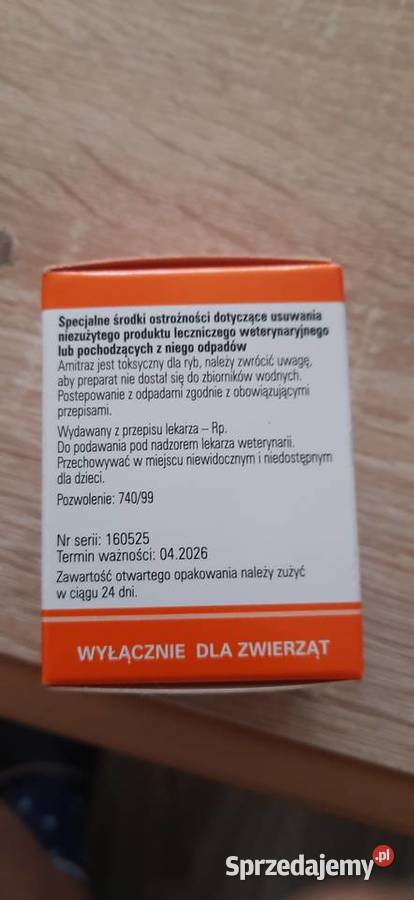 Specjalne środki ostrożności dotyczące usuwania
niezużytego produktu leczniczego weterynaryjnego
lub pochodzących z niego odpadów
Amitraz jest toksyczny dla ryb, należy zwrócić uwagę,
aby preparat nie dostał się do zbiorników wodnych.
Postepowanie z odpadami zgodnie z obowiązującymi
przepisami.
Wydawany z przepisu lekarza – Rp.
Do podawania pod nadzorem lekarza weterynarii.
Przechowywać w miejscu niewidocznym i niedostępnym
dla dzieci.
Pozwolenie: 740/99
Nr serii: 160525
Termin ważności: 04.2026
Zawartość otwartego opakowania należy zużyć
w ciągu 24 dni.
WYŁĄCZNIE DLA ZWIERZĄT
Sprzedajemy.pl